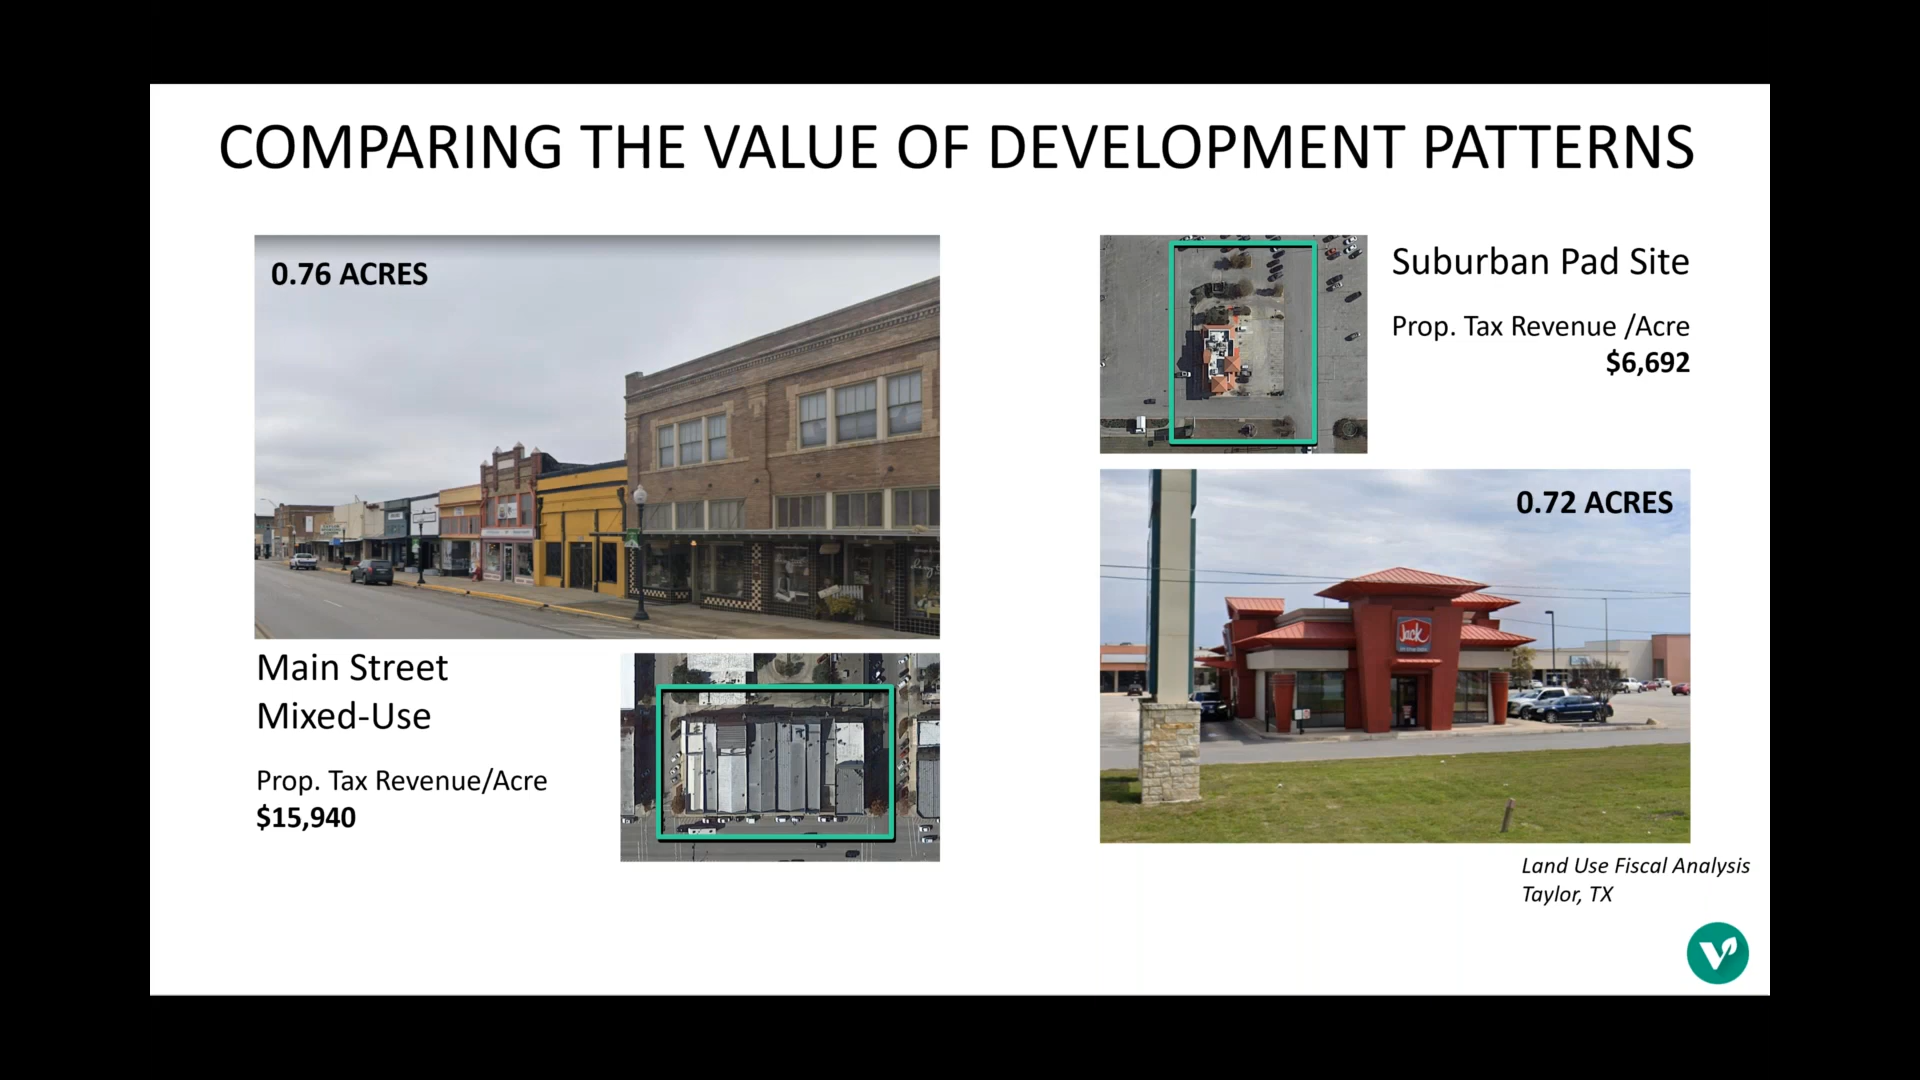 COMPARING THE VALUE OF DEVELOPMENT PATTERNS
0.76 ACRES
Main Street
Mixed-Use
Prop. Tax Revenue/Acre
$15,940
Suburban Pad Site
Prop. Tax Revenue /Acre
$6,692
0.72 ACRES
Jack
Land Use Fiscal Analysis
Taylor, TX